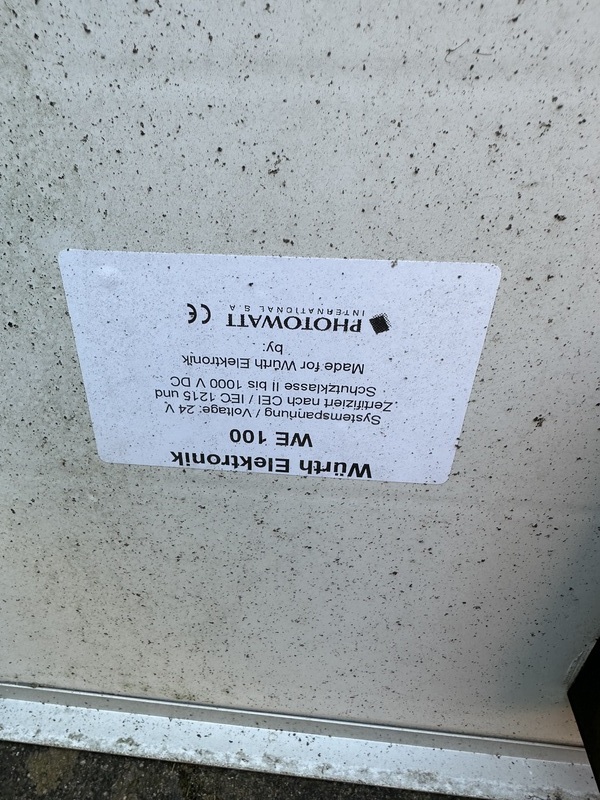 Würth Elektronik
WE 100
Systemspannung / Voltage: 24 V
Zertifiziert nach CEI / IEC 1215 und
Schutzklasse II bis 1000 V DC
Made for Würth Elektronik
by:
PHOTOWATT CE
INTERNATIONAL S.A